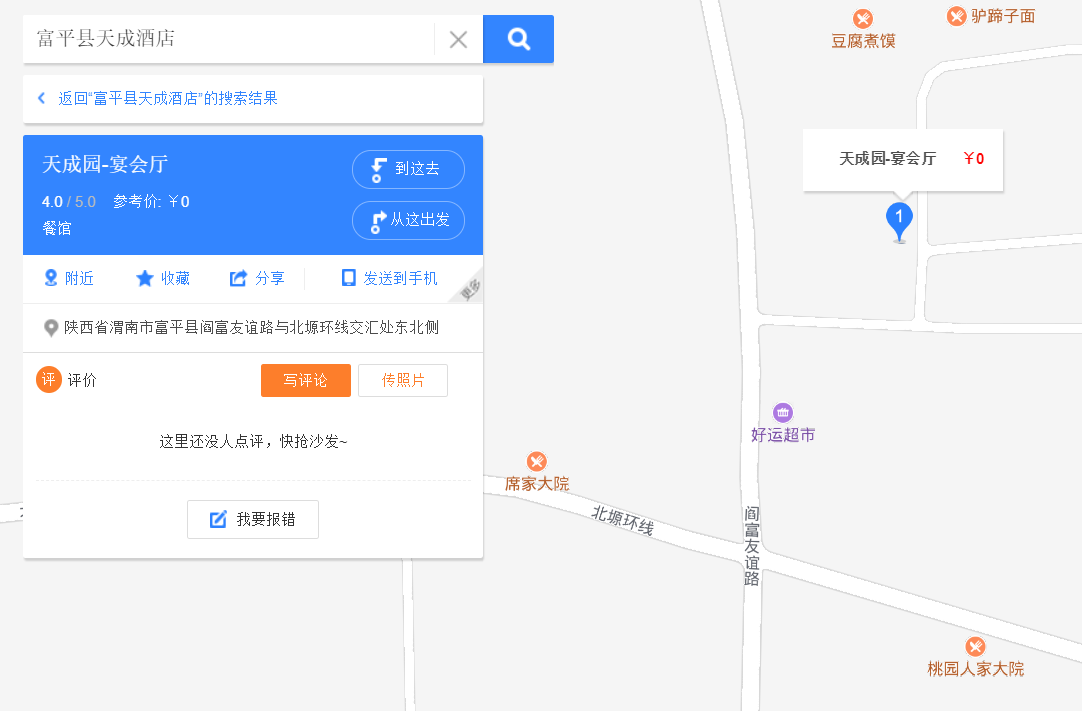 富平县天成酒店
返回“富平县天成酒店”的搜索结果
天成园-宴会厅
到这去
4.0 / 5.0 参考价: ￥0
餐馆
从这出发
附近
收藏
分享
发送到手机
更多
陕西省渭南市富平县阎富友谊路与北塬环线交汇处东北侧
评 评价
写评论
传照片
这里还没人点评，快抢沙发~
我要报错
豆腐煮馍
驴蹄子面
天成园-宴会厅 ￥0
1
好运超市
席家大院
北塬环线
阎富友谊路
桃园人家大院